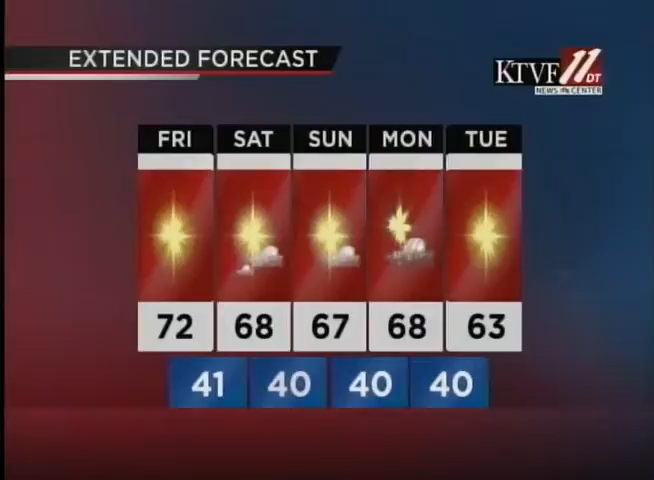 EXTENDED FORECAST
KTVF 11 DT
NEWS CENTER
FRI SAT SUN MON TUE
72 68 67 68 63
41 40 40 40